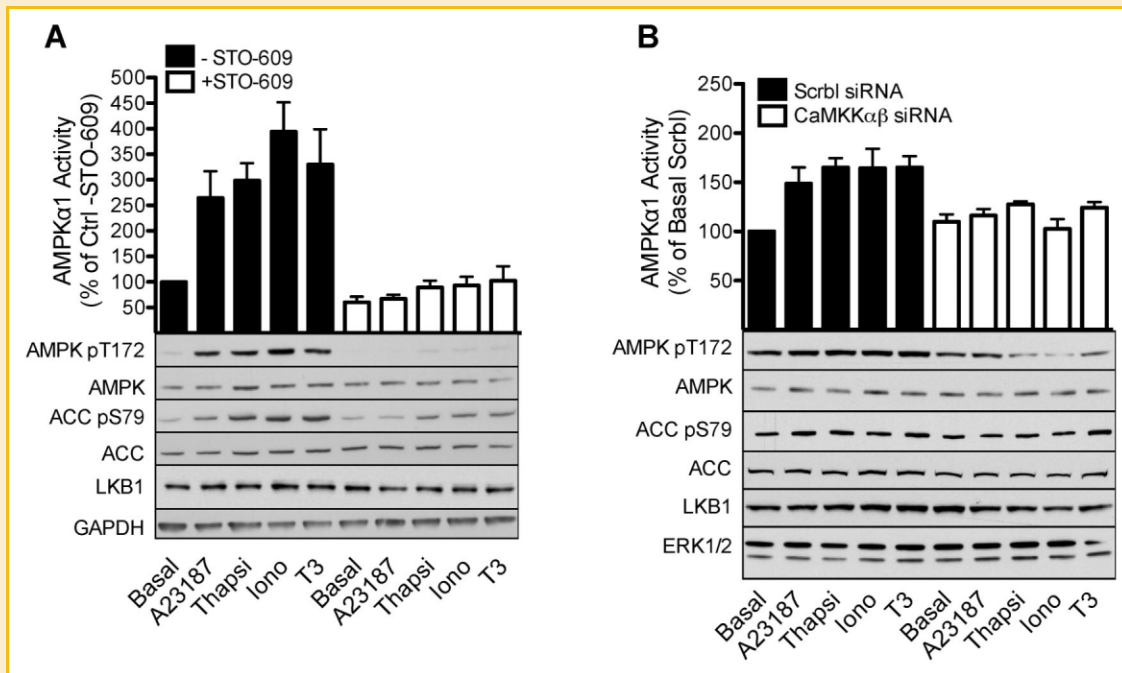 A
- STO-609
+STO-609
AMPKα1 Activity
(% of Ctrl -STO-609)
500
450
400
350
300
250
200
150
100
50
AMPK pT172
AMPK
ACC pS79
ACC
LKB1
GAPDH
Basal
A23187
Thapsi
Iono
T3
Basal
A23187
Thapsi
Iono
T3
B
Scrbl siRNA
CaMKKαβ siRNA
AMPKα1 Activity
(% of Basal Scrbl)
250
200
150
100
50
AMPK pT172
AMPK
ACC pS79
ACC
LKB1
ERK1/2
Basal
A23187
Thapsi
Iono
T3
Basal
A23187
Thapsi
Iono
T3